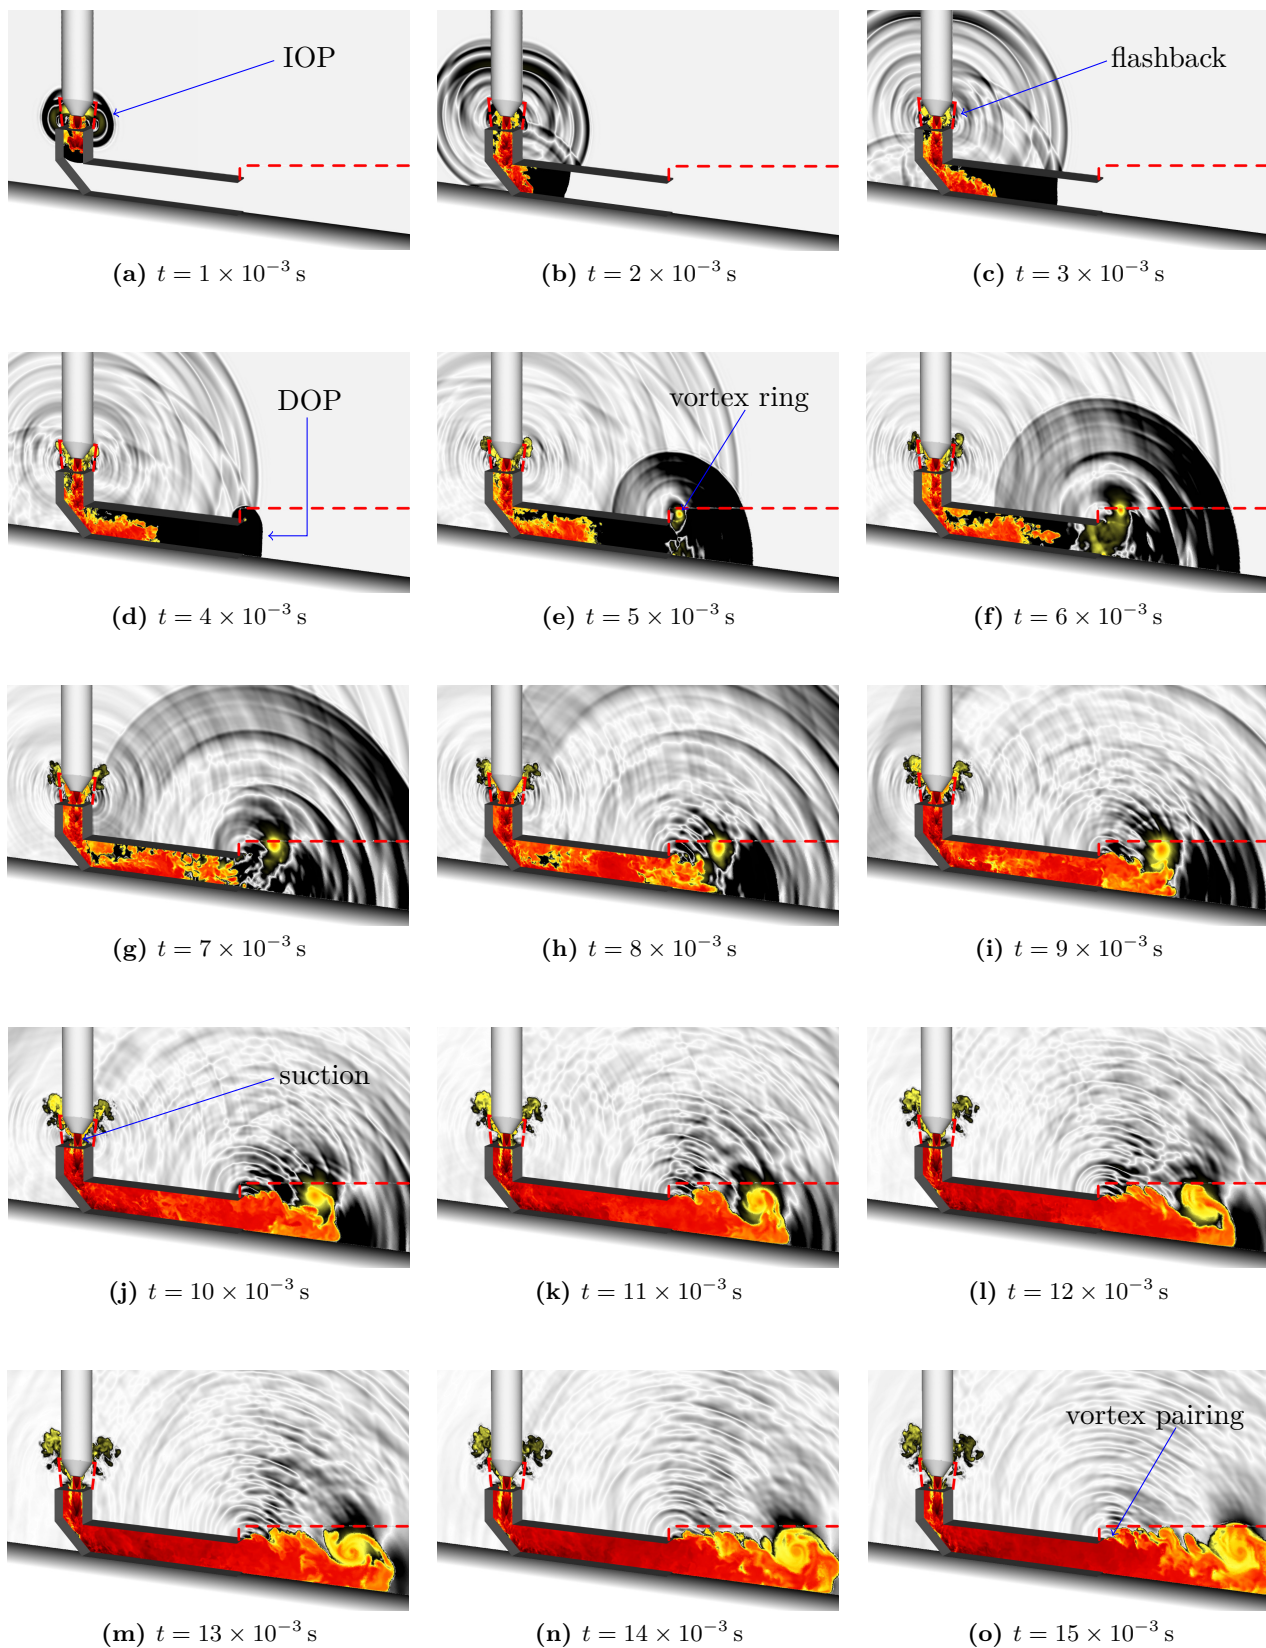 IOP
flashback
(a) t = 1 × 10⁻³ s
(b) t = 2 × 10⁻³ s
(c) t = 3 × 10⁻³ s
DOP
vortex ring
(d) t = 4 × 10⁻³ s
(e) t = 5 × 10⁻³ s
(f) t = 6 × 10⁻³ s
(g) t = 7 × 10⁻³ s
(h) t = 8 × 10⁻³ s
(i) t = 9 × 10⁻³ s
suction
(j) t = 10 × 10⁻³ s
(k) t = 11 × 10⁻³ s
(l) t = 12 × 10⁻³ s
vortex pairing
(m) t = 13 × 10⁻³ s
(n) t = 14 × 10⁻³ s
(o) t = 15 × 10⁻³ s